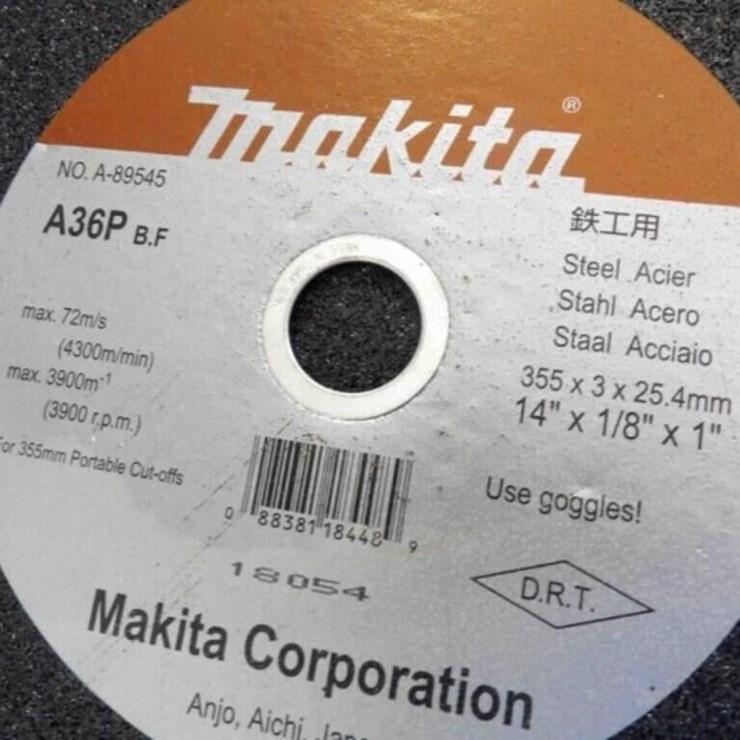 makita®
NO. A-89545
A36P B.F
鉄工用
Steel Acier
Stahl Acero
Staal Acciaio
355 x 3 x 25.4mm
14" x 1/8" x 1"
max. 72m/s
(4300m/min)
max. 3900m-1
(3900 r.p.m.)
For 355mm Portable Cut-offs
Use goggles!
0 88381 18448 9
18054
D.R.T.
Makita Corporation
Anjo, Aichi,